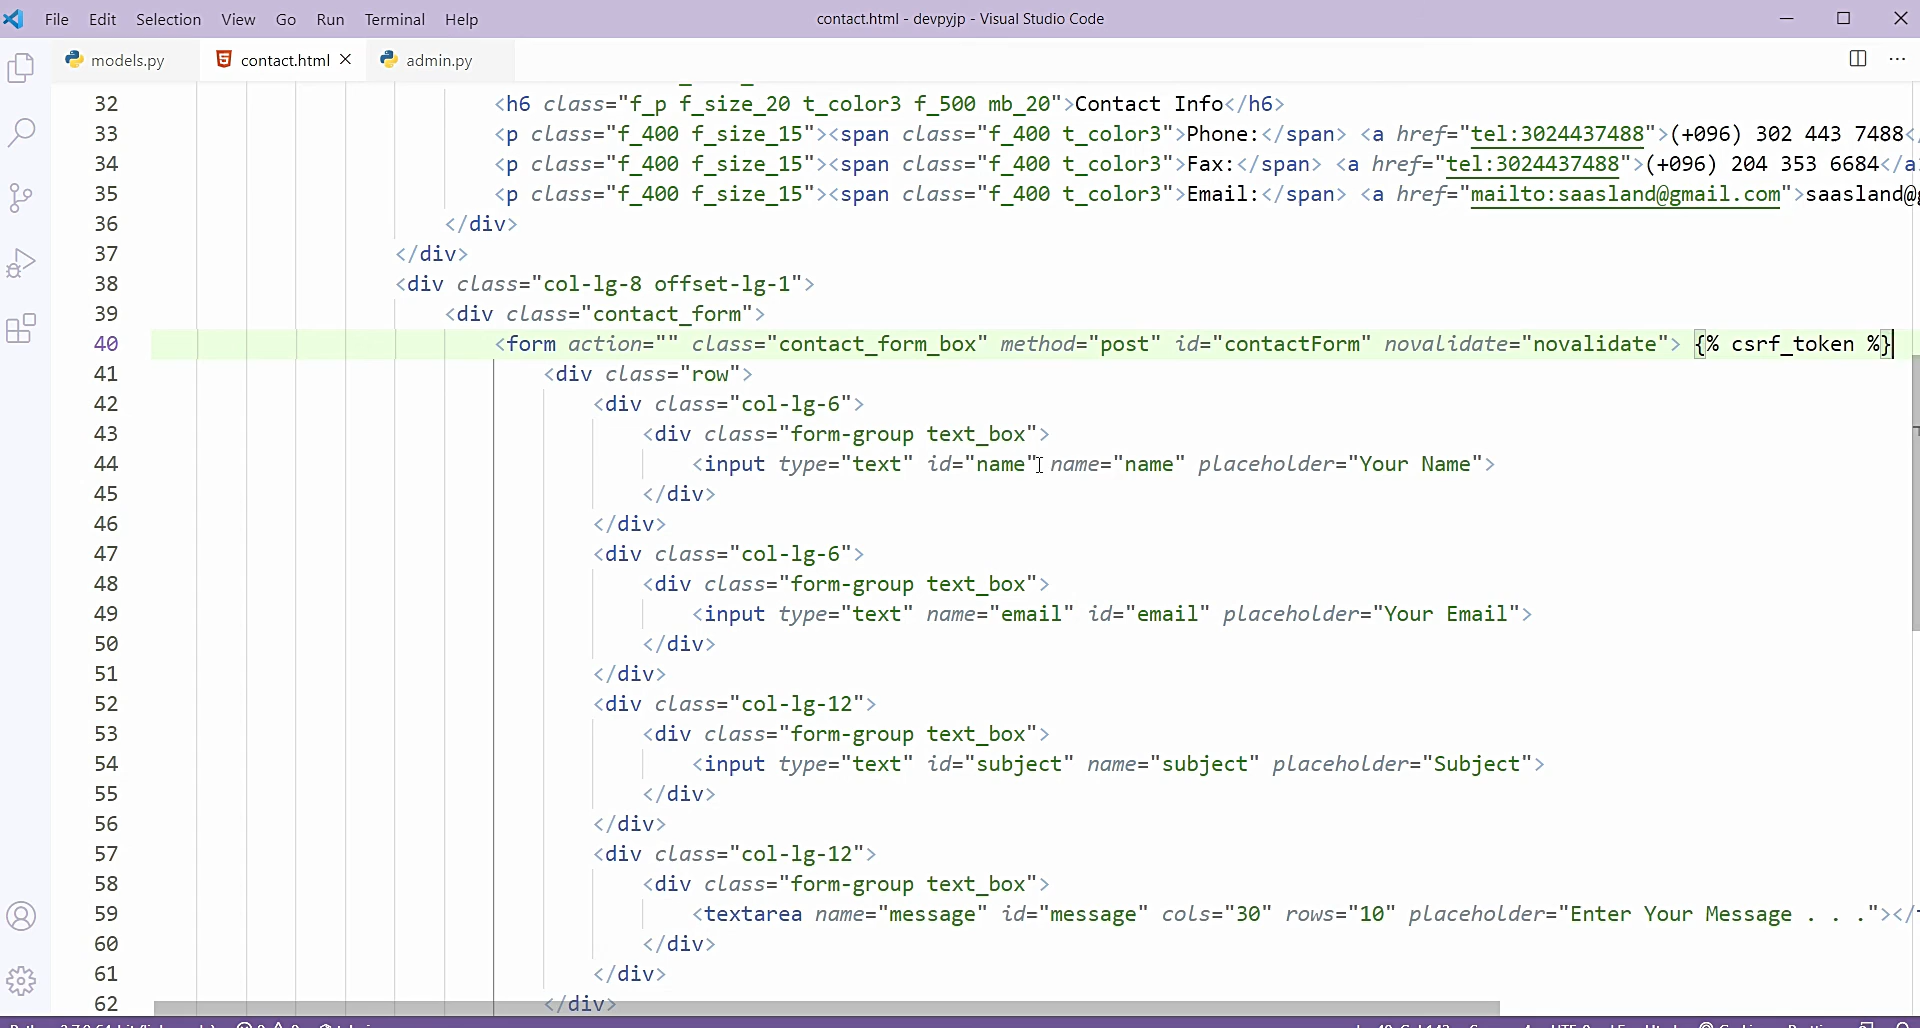 File Edit Selection View Go Run Terminal Help contact.html - devpyjp - Visual Studio Code
models.py contact.html admin.py
32 <h6 class="f_p f_size_20 t_color3 f_500 mb_20">Contact Info</h6>
33 <p class="f_400 f_size_15"><span class="f_400 t_color3">Phone:</span> <a href="tel:3024437488">(+096) 302 443 7488<
34 <p class="f_400 f_size_15"><span class="f_400 t_color3">Fax:</span> <a href="tel:3024437488">(+096) 204 353 6684</a
35 <p class="f_400 f_size_15"><span class="f_400 t_color3">Email:</span> <a href="mailto:saasland@gmail.com">saasland@g
36 </div>
37 </div>
38 <div class="col-lg-8 offset-lg-1">
39 <div class="contact_form">
40 <form action="" class="contact_form_box" method="post" id="contactForm" novalidate="novalidate"> {% csrf_token %}
41 <div class="row">
42 <div class="col-lg-6">
43 <div class="form-group text_box">
44 <input type="text" id="name" name="name" placeholder="Your Name">
45 </div>
46 </div>
47 <div class="col-lg-6">
48 <div class="form-group text_box">
49 <input type="text" name="email" id="email" placeholder="Your Email">
50 </div>
51 </div>
52 <div class="col-lg-12">
53 <div class="form-group text_box">
54 <input type="text" id="subject" name="subject" placeholder="Subject">
55 </div>
56 </div>
57 <div class="col-lg-12">
58 <div class="form-group text_box">
59 <textarea name="message" id="message" cols="30" rows="10" placeholder="Enter Your Message . . ."></
60 </div>
61 </div>
62 </div>